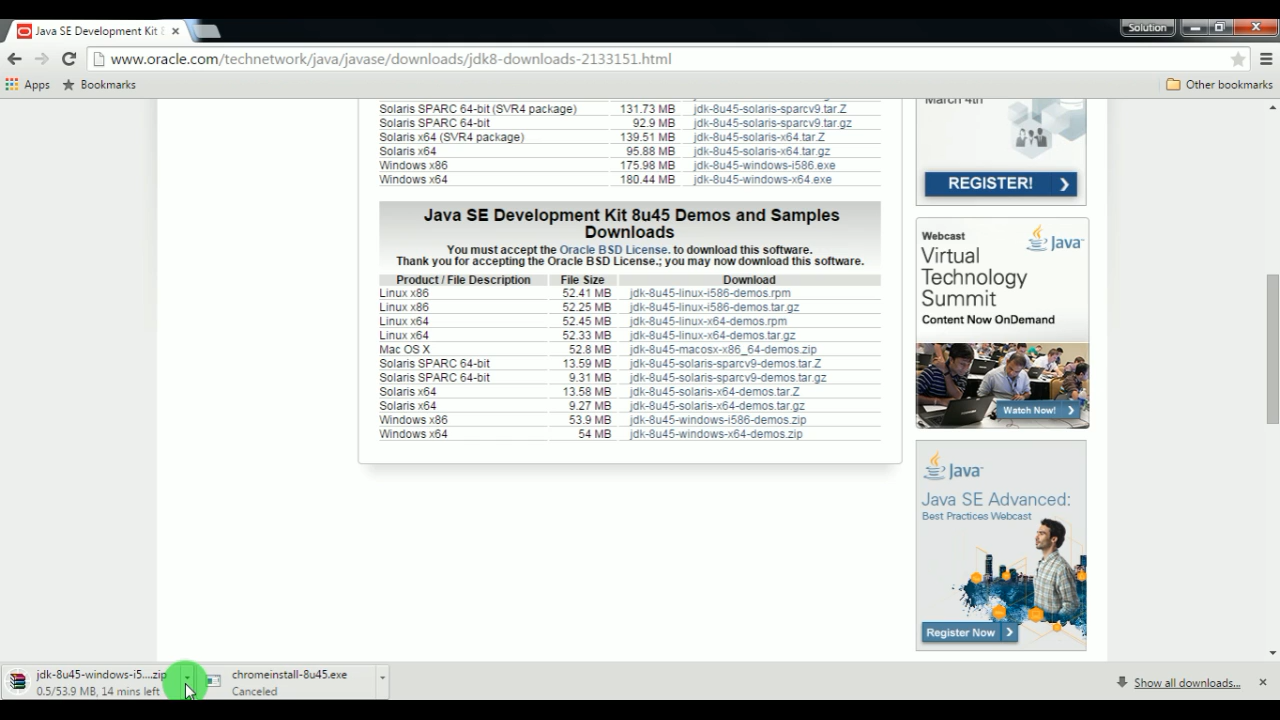 Java SE Development Kit 8
Solution
www.oracle.com/technetwork/java/javase/downloads/jdk8-downloads-2133151.html
Apps Bookmarks Other bookmarks
March 4th
Solaris SPARC 64-bit (SVR4 package) 131.73 MB jdk-8u45-solaris-sparcv9.tar.Z
Solaris SPARC 64-bit 92.9 MB jdk-8u45-solaris-sparcv9.tar.gz
Solaris x64 (SVR4 package) 139.51 MB jdk-8u45-solaris-x64.tar.Z
Solaris x64 95.88 MB jdk-8u45-solaris-x64.tar.gz
Windows x86 175.98 MB jdk-8u45-windows-i586.exe
Windows x64 180.44 MB jdk-8u45-windows-x64.exe
REGISTER!
Java SE Development Kit 8u45 Demos and Samples
Downloads
You must accept the Oracle BSD License. to download this software.
Thank you for accepting the Oracle BSD License.; you may now download this software.
Product / File Description File Size Download
Linux x86 52.41 MB jdk-8u45-linux-i586-demos.rpm
Linux x86 52.25 MB jdk-8u45-linux-i586-demos.tar.gz
Linux x64 52.45 MB jdk-8u45-linux-x64-demos.rpm
Linux x64 52.33 MB jdk-8u45-linux-x64-demos.tar.gz
Mac OS X 52.8 MB jdk-8u45-macosx-x86_64-demos.zip
Solaris SPARC 64-bit 13.59 MB jdk-8u45-solaris-sparcv9-demos.tar.Z
Solaris SPARC 64-bit 9.31 MB jdk-8u45-solaris-sparcv9-demos.tar.gz
Solaris x64 13.58 MB jdk-8u45-solaris-x64-demos.tar.Z
Solaris x64 9.27 MB jdk-8u45-solaris-x64-demos.tar.gz
Windows x86 53.9 MB jdk-8u45-windows-i586-demos.zip
Windows x64 54 MB jdk-8u45-windows-x64-demos.zip
Webcast
Java
Virtual
Technology
Summit
Content Now OnDemand
Watch Now!
Java
Java SE Advanced:
Best Practices Webcast
Register Now
jdk-8u45-windows-i5....zip
0.5/53.9 MB, 14 mins left
chromeinstall-8u45.exe
Canceled
Show all downloads...